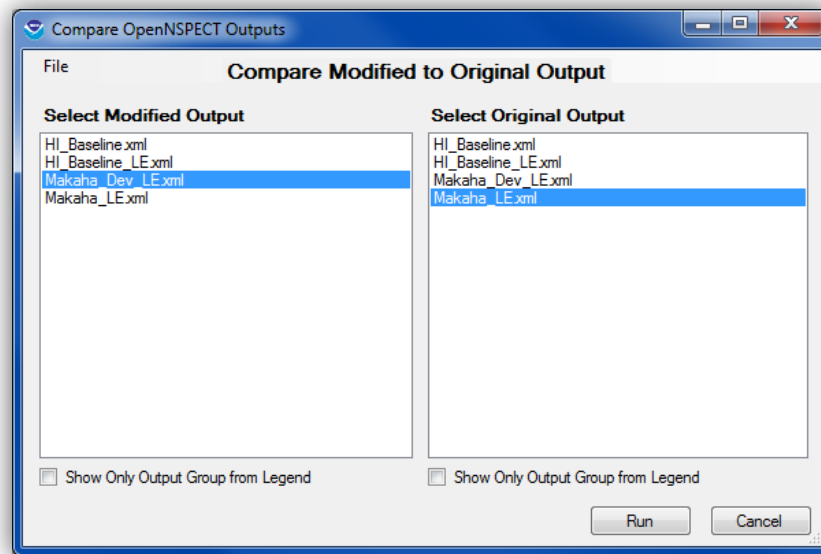 Compare OpenNSPECT Outputs
File
Compare Modified to Original Output
Select Modified Output
HI_Baseline.xml
HI_Baseline_LE.xml
Makaha_Dev_LE.xml
Makaha_LE.xml
Show Only Output Group from Legend
Select Original Output
HI_Baseline.xml
HI_Baseline_LE.xml
Makaha_Dev_LE.xml
Makaha_LE.xml
Show Only Output Group from Legend
Run
Cancel